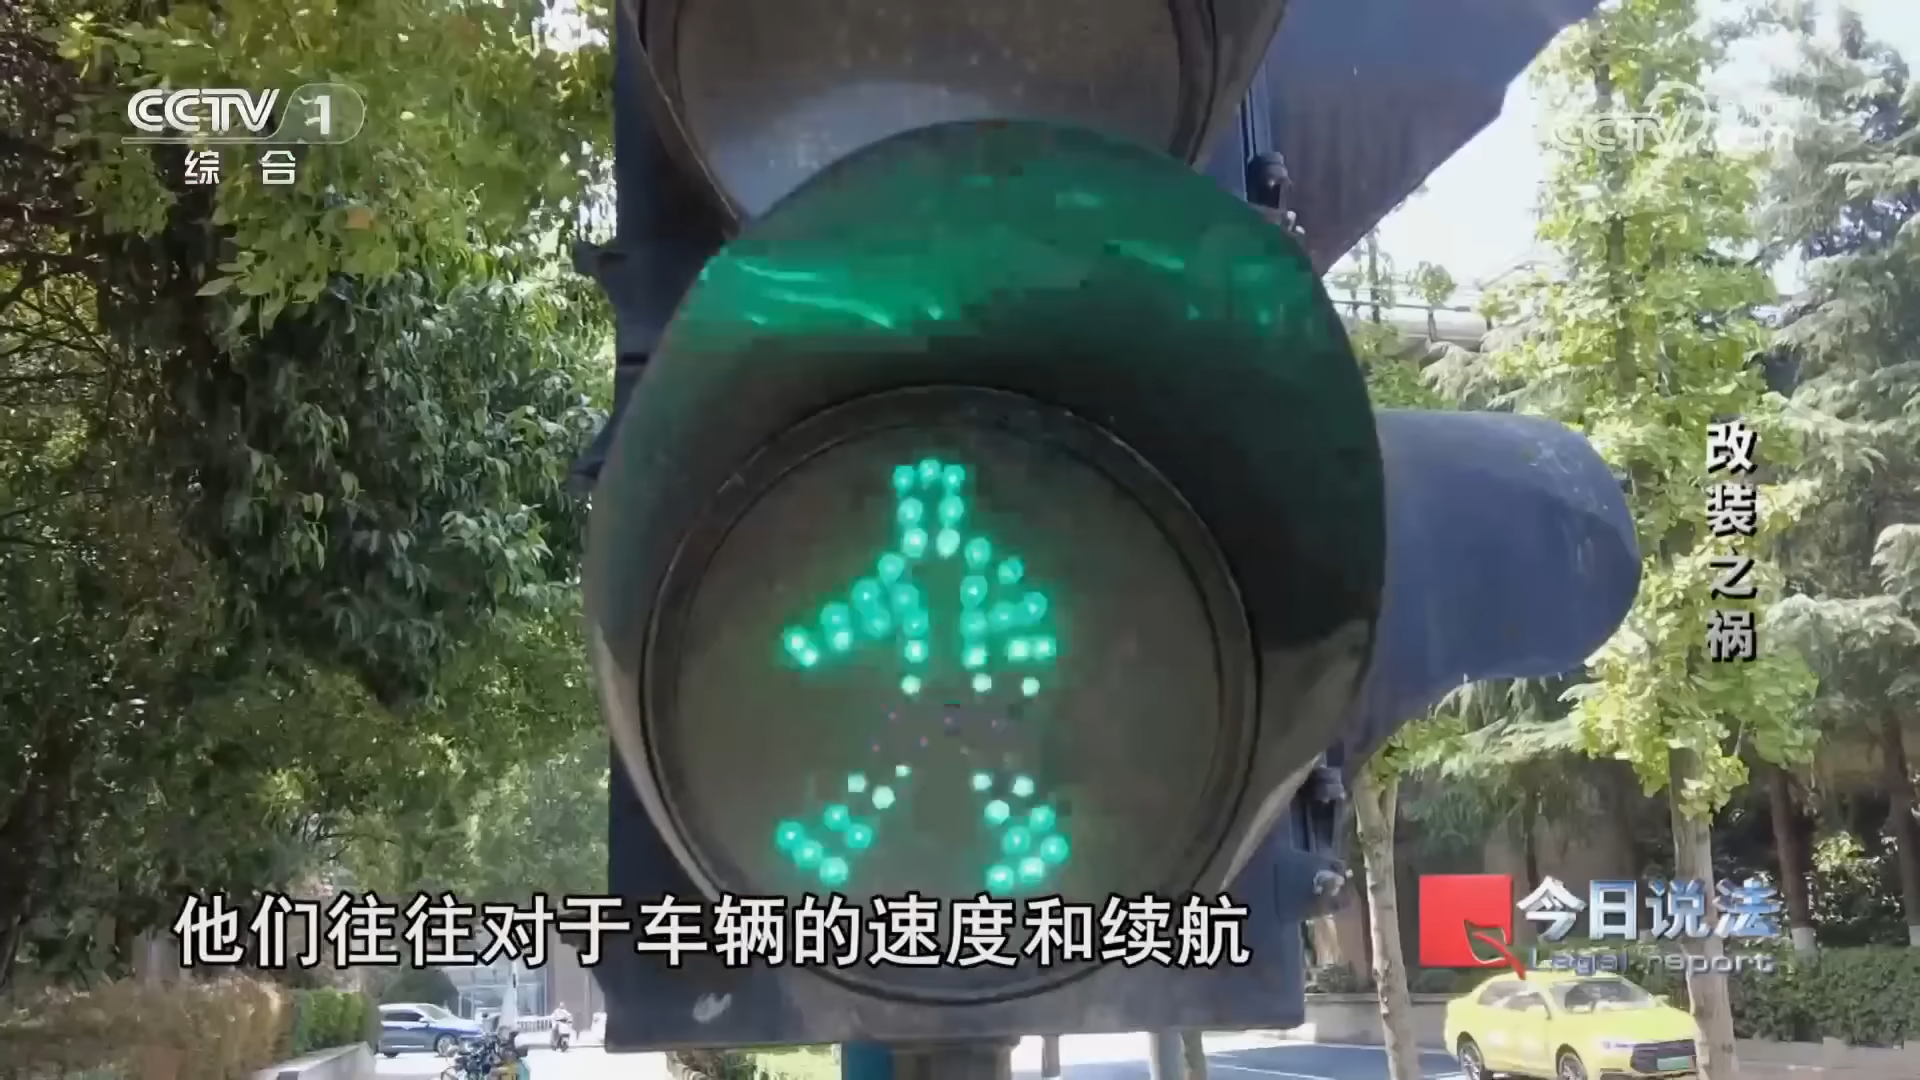 CCTV 1
综合
CCTV
改装之祸
他们往往对于车辆的速度和续航
今日说法
Legal report